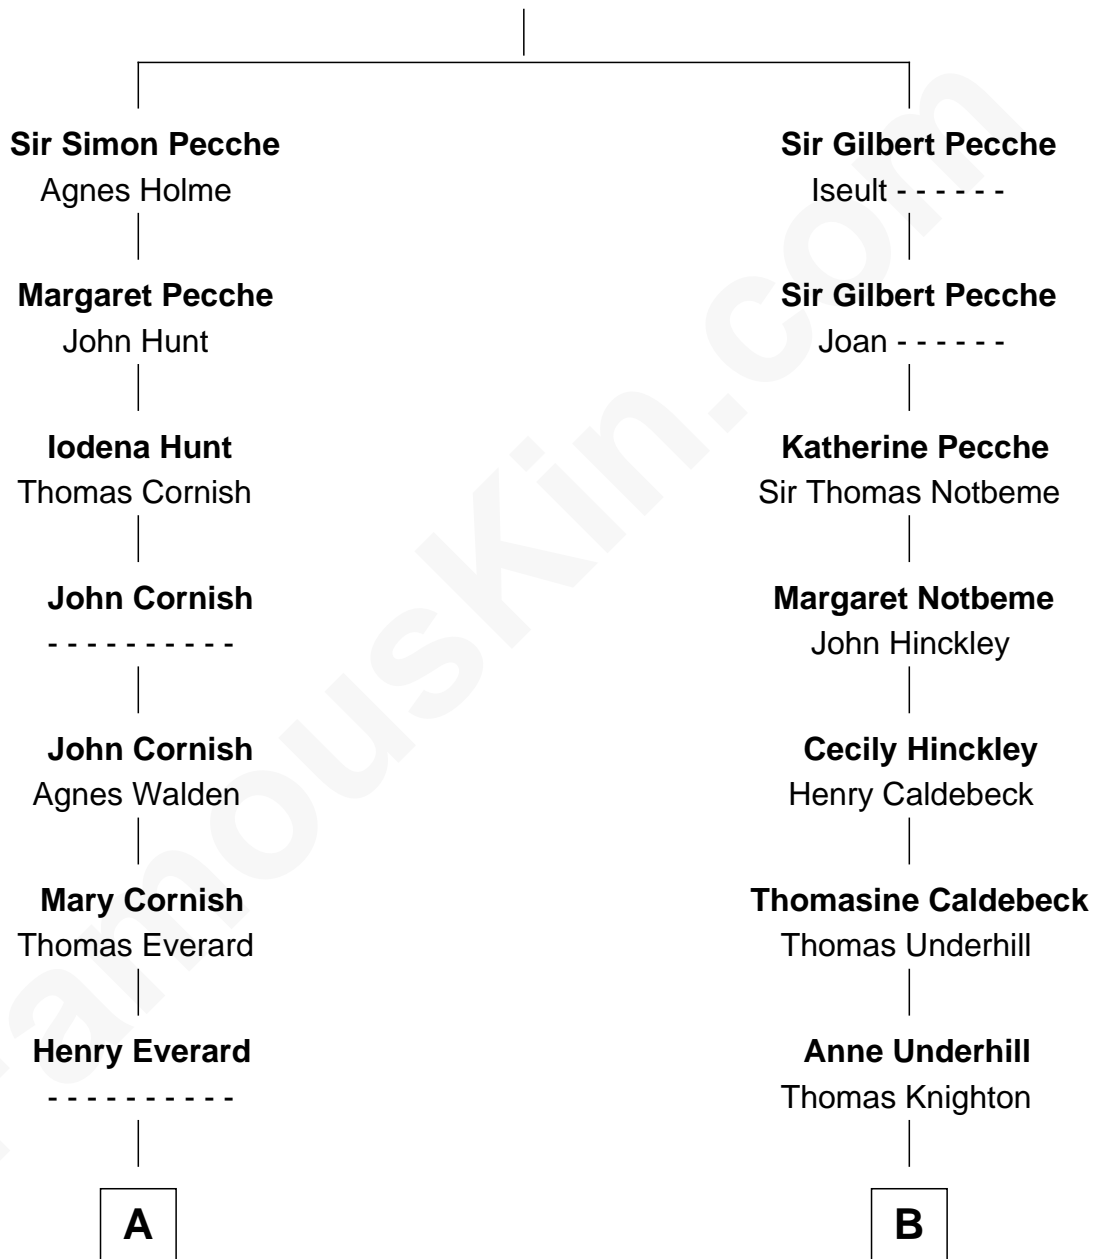 Sir Simon Pecche
Agnes Holme
Margaret Pecche
John Hunt
Iodena Hunt
Thomas Cornish
John Cornish
- - - - - - - - - -
John Cornish
Agnes Walden
Mary Cornish
Thomas Everard
Henry Everard
- - - - - - - - - -
A
Sir Gilbert Pecche
Iseult - - - - - -
Sir Gilbert Pecche
Joan - - - - - -
Katherine Pecche
Sir Thomas Notbeme
Margaret Notbeme
John Hinckley
Cecily Hinckley
Henry Caldebeck
Thomasine Caldebeck
Thomas Underhill
Anne Underhill
Thomas Knighton
B
FamousKin.com